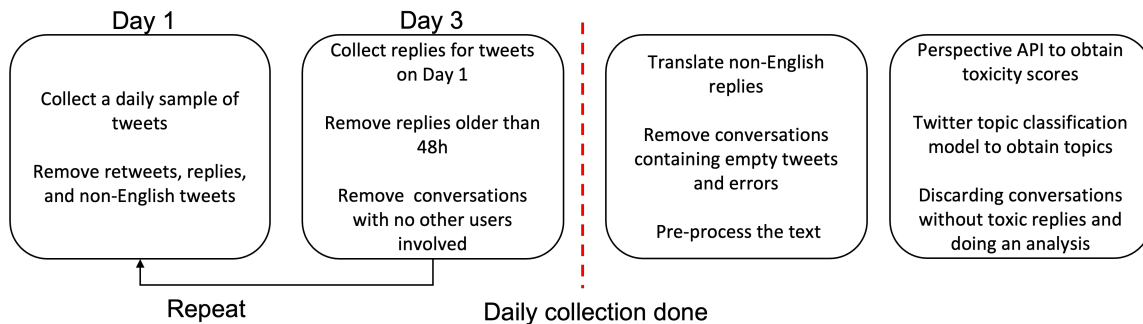 Day 1
Collect a daily sample of
tweets
Remove retweets, replies,
and non-English tweets
Day 3
Collect replies for tweets
on Day 1
Remove replies older than
48h
Remove conversations
with no other users
involved
Repeat
Daily collection done
Translate non-English
replies
Remove conversations
containing empty tweets
and errors
Pre-process the text
Perspective API to obtain
toxicity scores
Twitter topic classification
model to obtain topics
Discarding conversations
without toxic replies and
doing an analysis